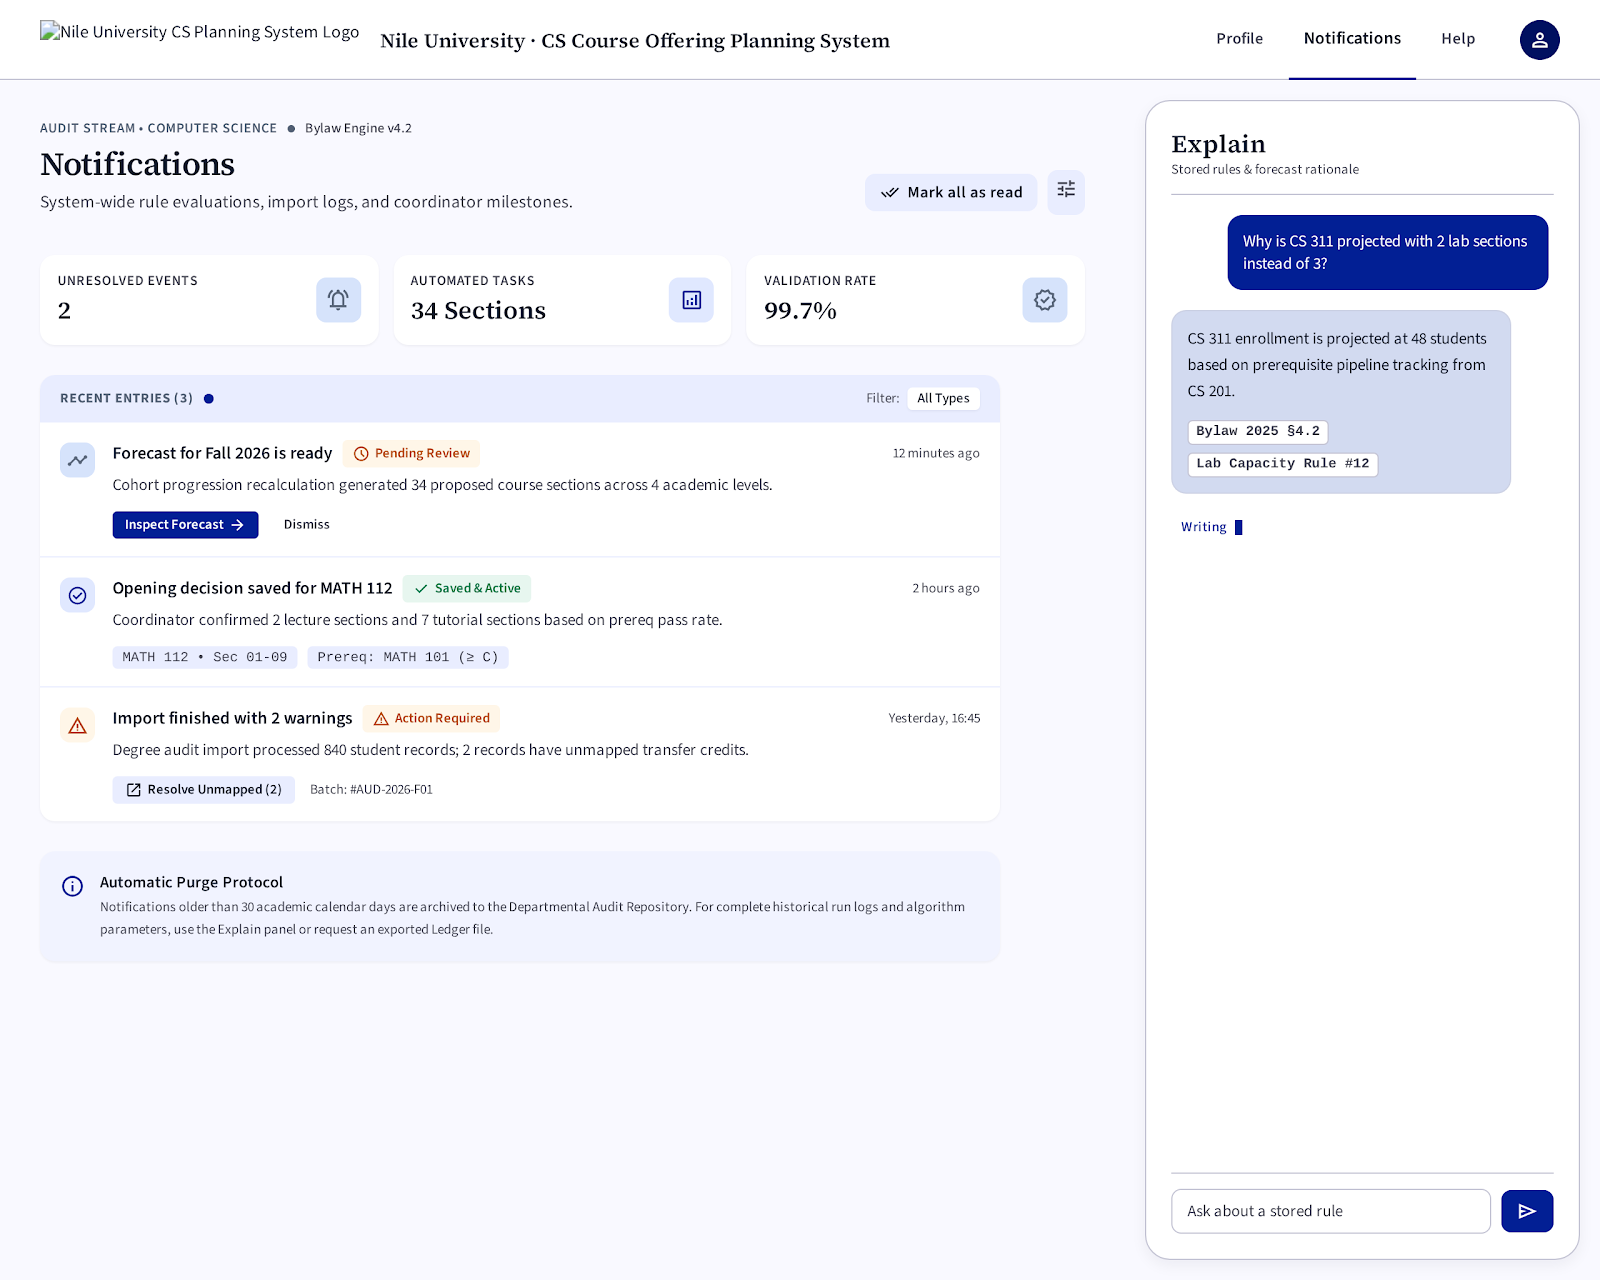 Nile University CS Planning System Logo
Nile University · CS Course Offering Planning System
Profile
Notifications
Help
AUDIT STREAM • COMPUTER SCIENCE ● Bylaw Engine v4.2
Notifications
System-wide rule evaluations, import logs, and coordinator milestones.
Mark all as read
UNRESOLVED EVENTS
2
AUTOMATED TASKS
34 Sections
VALIDATION RATE
99.7%
RECENT ENTRIES (3)
Filter: All Types
Forecast for Fall 2026 is ready
Pending Review
12 minutes ago
Cohort progression recalculation generated 34 proposed course sections across 4 academic levels.
Inspect Forecast
Dismiss
Opening decision saved for MATH 112
Saved & Active
2 hours ago
Coordinator confirmed 2 lecture sections and 7 tutorial sections based on prereq pass rate.
MATH 112 • Sec 01-09
Prereq: MATH 101 (≥ C)
Import finished with 2 warnings
Action Required
Yesterday, 16:45
Degree audit import processed 840 student records; 2 records have unmapped transfer credits.
Resolve Unmapped (2)
Batch: #AUD-2026-F01
Automatic Purge Protocol
Notifications older than 30 academic calendar days are archived to the Departmental Audit Repository. For complete historical run logs and algorithm
parameters, use the Explain panel or request an exported Ledger file.
Explain
Stored rules & forecast rationale
Why is CS 311 projected with 2 lab sections
instead of 3?
CS 311 enrollment is projected at 48 students
based on prerequisite pipeline tracking from
CS 201.
Bylaw 2025 §4.2
Lab Capacity Rule #12
Writing
Ask about a stored rule